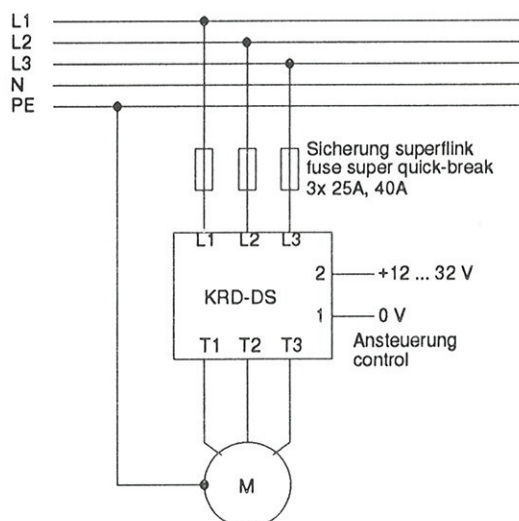 L1
L2
L3
N
PE
Sicherung superflink
fuse super quick-break
3x 25A, 40A
L1 L2 L3
2 +12 ... 32 V
KRD-DS
1 0 V
T1 T2 T3
Ansteuerung
control
M